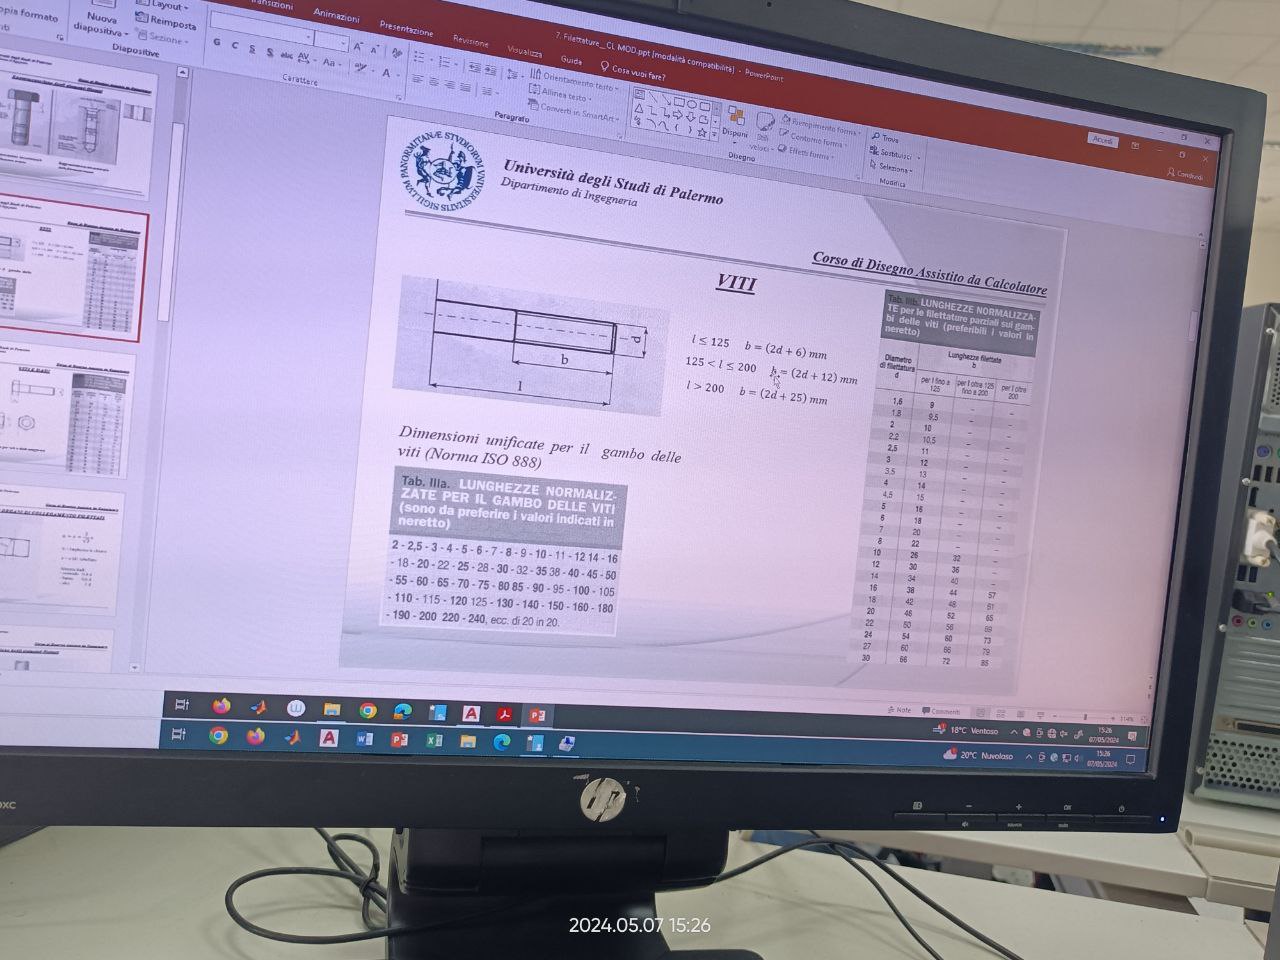 7. Filettature_ CL MOD.ppt [modalità compatibilità] - PowerPoint
Accedi
Transizioni Animazioni Presentazione Revisione Visualizza Guida Cosa vuoi fare? Condividi
Nuova
diapositiva
Layout
Reimposta
Sezione
Diapositive
G C S S abc AV Aa A
Carattere
Orientamento testo
Allinea testo
Converti in SmartArt
Paragrafo
Disponi
Stili
veloci
Riempimento forma
Contorno forma
Effetti forma
Disegno
Trova
Sostituisci
Seleziona
Modifica
Università degli Studi di Palermo
Dipartimento di Ingegneria
Corso di Disegno Assistito da Calcolatore
VITI
d
b
l
l ≤ 125 b = (2d + 6) mm
125 < l ≤ 200 b = (2d + 12) mm
l > 200 b = (2d + 25) mm
Dimensioni unificate per il gambo delle
viti (Norma ISO 888)
Tab. IIIa. LUNGHEZZE NORMALIZ-
ZATE PER IL GAMBO DELLE VITI
(sono da preferire i valori indicati in
neretto)
2 - 2,5 - 3 - 4 - 5 - 6 - 7 - 8 - 9 - 10 - 11 - 12 14 - 16
- 18 - 20 - 22 - 25 - 28 - 30 - 32 - 35 38 - 40 - 45 - 50
- 55 - 60 - 65 - 70 - 75 - 80 85 - 90 - 95 - 100 - 105
- 110 - 115 - 120 125 - 130 - 140 - 150 - 160 - 180
- 190 - 200 220 - 240, ecc. di 20 in 20.
Tab. IIIb. LUNGHEZZE NORMALIZZA-
TE per le filettature parziali sui gam-
bi delle viti (preferibili i valori in
neretto)
Diametro
di filettatura
d
Lunghezze filettate
b
per l fino a
125
per l oltre 125
fino a 200
per l oltre
200
1,6 9 – –
1,8 9,5 – –
2 10 – –
2,2 10,5 – –
2,5 11 – –
3 12 – –
3,5 13 – –
4 14 – –
4,5 15 – –
5 16 – –
6 18 – –
7 20 – –
8 22 – –
10 26 32 –
12 30 36 –
14 34 40 –
16 38 44 57
18 42 48 61
20 46 52 65
22 50 56 69
24 54 60 73
27 60 66 79
30 66 72 85
Note Commenti 114%
18°C Ventoso
15:26
07/05/2024
20°C Nuvoloso
15:26
07/05/2024
hp
2024.05.07 15:26